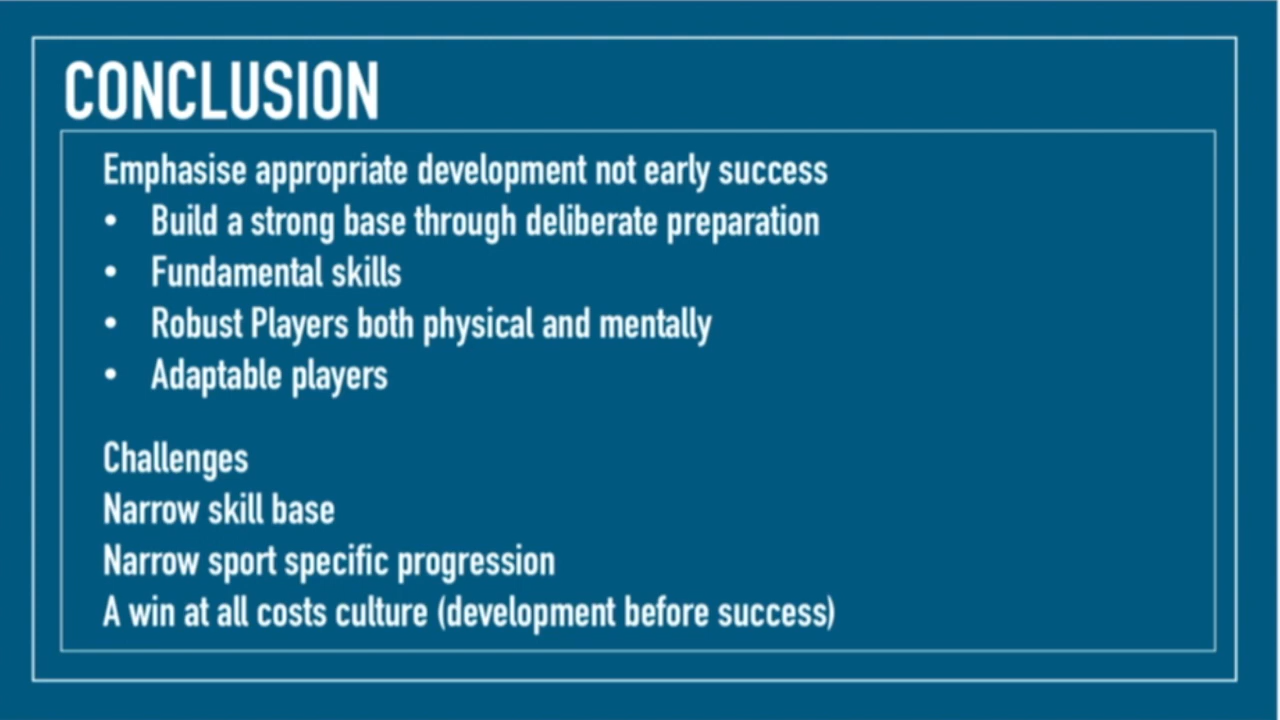 CONCLUSION
Emphasise appropriate development not early success
• Build a strong base through deliberate preparation
• Fundamental skills
• Robust Players both physical and mentally
• Adaptable players
Challenges
Narrow skill base
Narrow sport specific progression
A win at all costs culture (development before success)